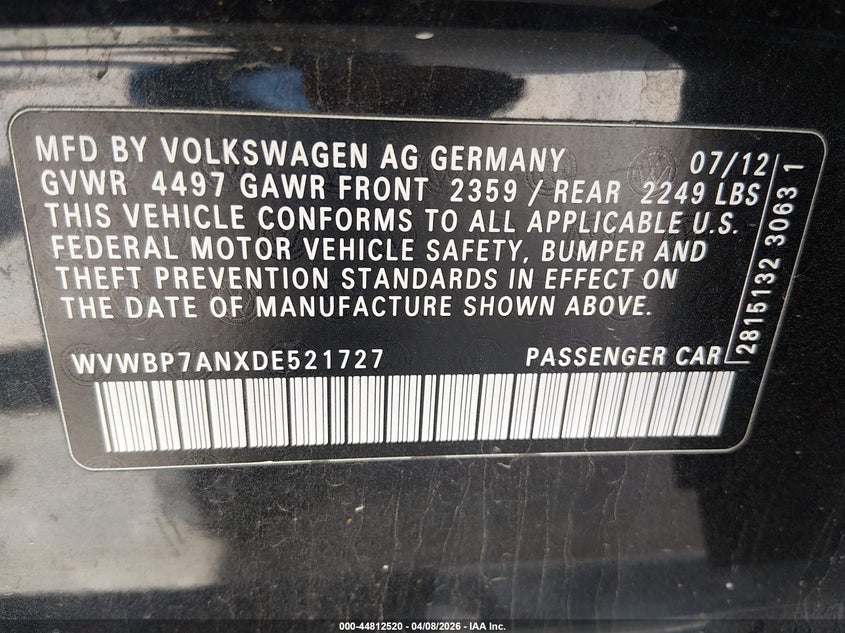 MFD BY VOLKSWAGEN AG GERMANY 07/12
GVWR 4497 GAWR FRONT 2359 / REAR 2249 LBS
THIS VEHICLE CONFORMS TO ALL APPLICABLE U.S.
FEDERAL MOTOR VEHICLE SAFETY, BUMPER AND
THEFT PREVENTION STANDARDS IN EFFECT ON
THE DATE OF MANUFACTURE SHOWN ABOVE.
WVWBP7ANXDE521727 PASSENGER CAR
2815132 3063 1
000-44812520 - 04/08/2026 - IAA Inc.